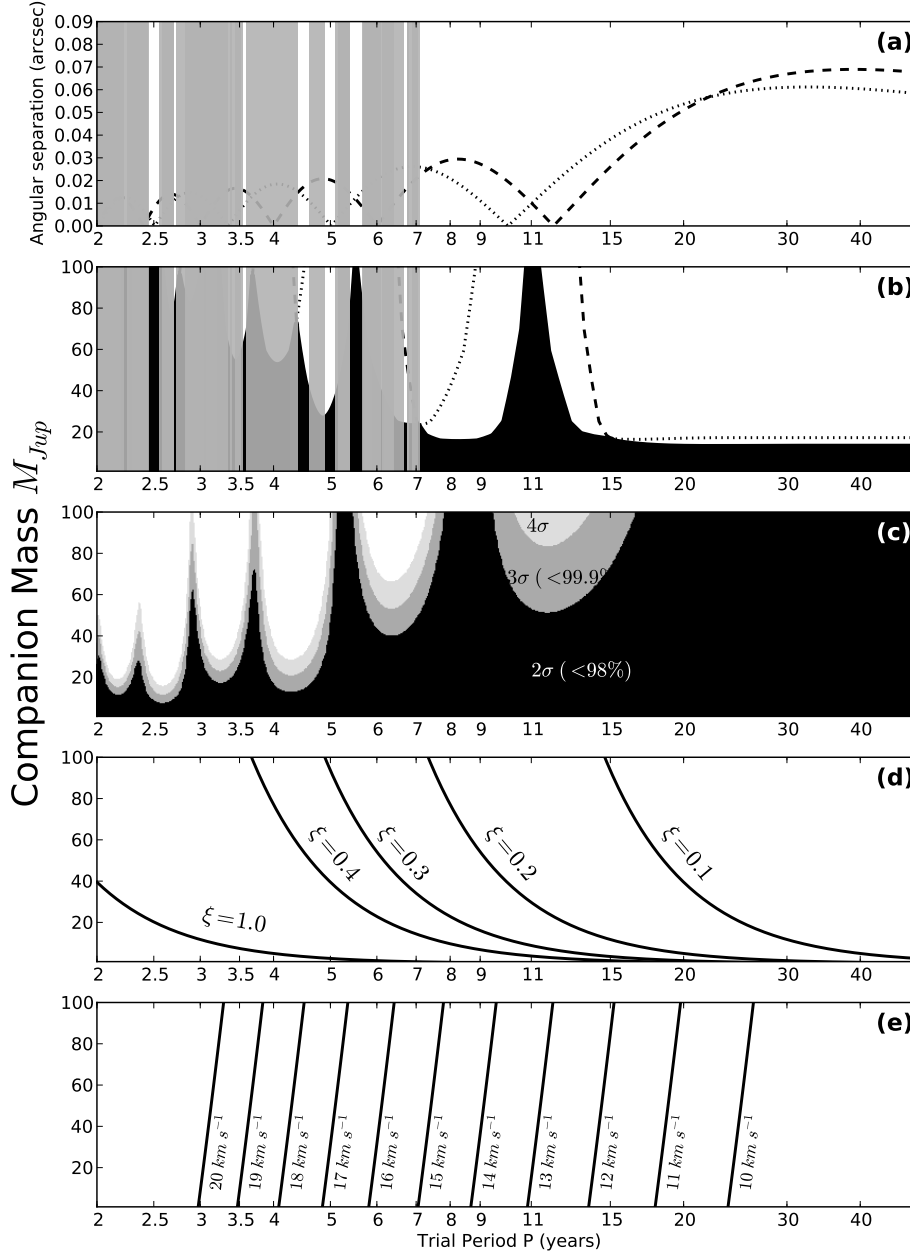 Companion Mass M_Jup
Angular separation (arcsec)
0.09
0.08
0.07
0.06
0.05
0.04
0.03
0.02
0.01
0.00
(a)
2 2.5 3 3.5 4 5 6 7 8 9 11 20 30 40
100
80
60
40
20
(b)
2 2.5 3 3.5 4 5 6 7 8 9 11 20 30 40
100
80
60
40
20
(c)
4σ
3σ (<99.9%
2σ (<98%)
2 2.5 3 3.5 4 5 6 7 8 9 11 20 30 40
100
80
60
40
20
(d)
ξ=1.0
ξ=0.4
ξ=0.3
ξ=0.2
ξ=0.1
2 2.5 3 3.5 4 5 6 7 8 9 11 20 30 40
100
80
60
40
20
(e)
20 km s⁻¹
19 km s⁻¹
18 km s⁻¹
17 km s⁻¹
16 km s⁻¹
15 km s⁻¹
14 km s⁻¹
13 km s⁻¹
12 km s⁻¹
11 km s⁻¹
10 km s⁻¹
2 2.5 3 3.5 4 5 6 7 8 9 11 20 30 40
Trial Period P (years)